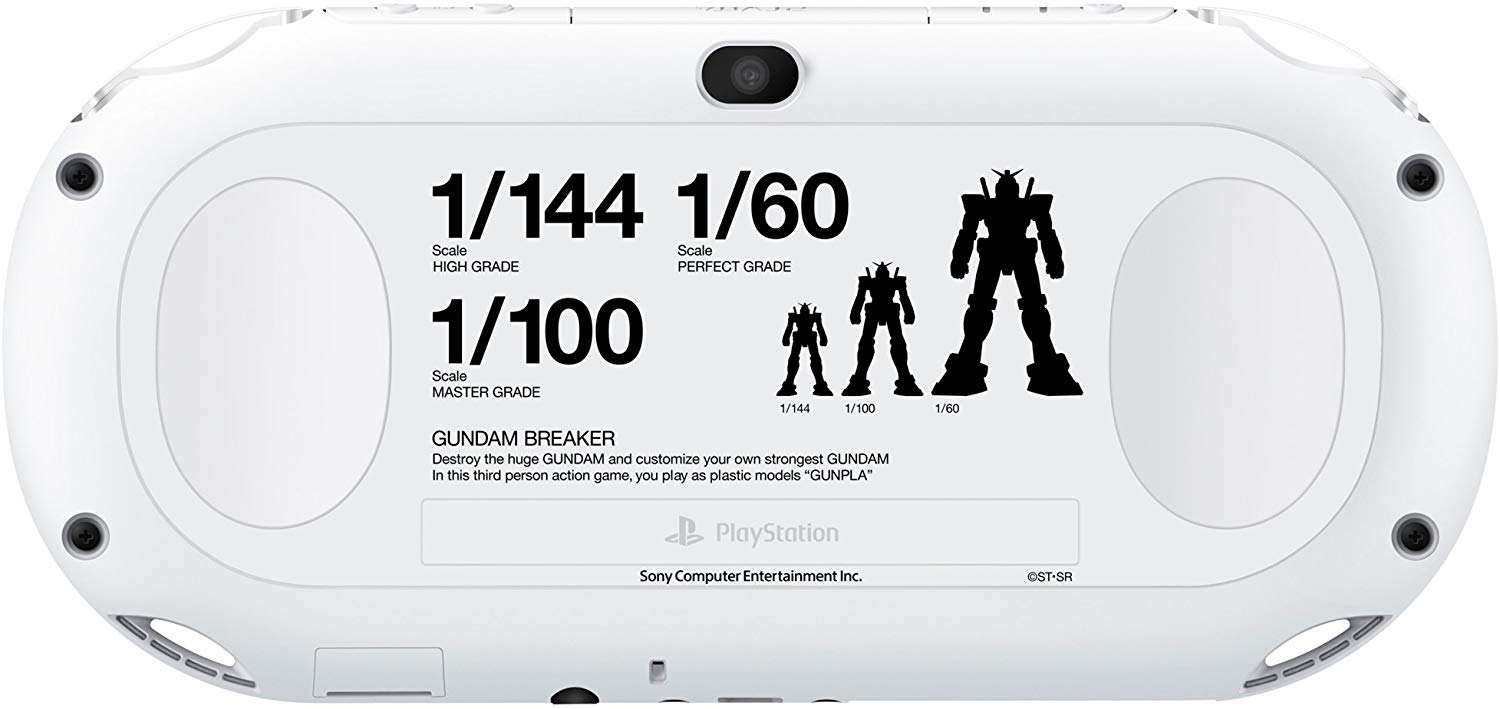 1/144
Scale
HIGH GRADE
1/60
Scale
PERFECT GRADE
1/100
Scale
MASTER GRADE
1/144
1/100
1/60
GUNDAM BREAKER
Destroy the huge GUNDAM and customize your own strongest GUNDAM
In this third person action game, you play as plastic models “GUNPLA”
PlayStation
Sony Computer Entertainment Inc.
©ST•SR